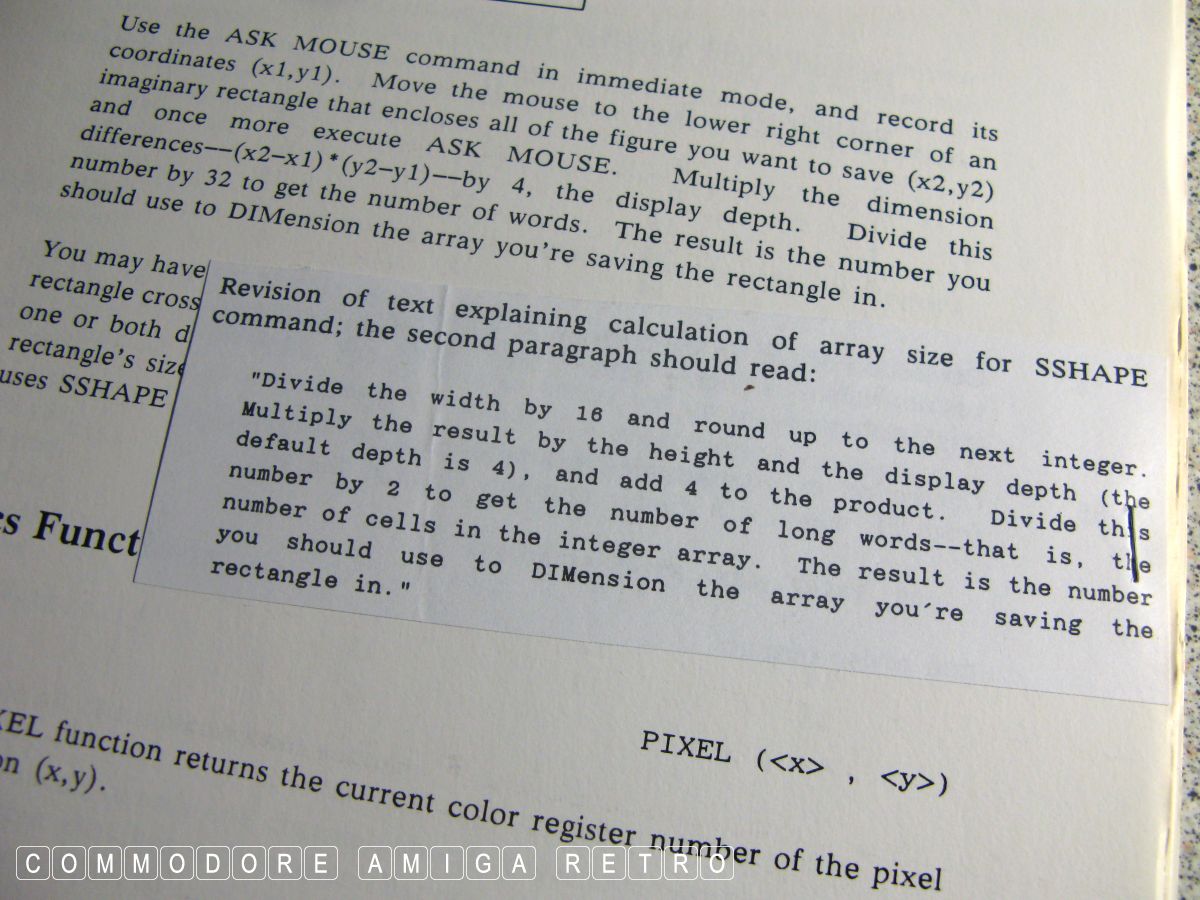 Use the ASK MOUSE command in immediate mode, and record its
coordinates (x1,y1). Move the mouse to the lower right corner of an
imaginary rectangle that encloses all of the figure you want to save (x2,y2)
and once more execute ASK MOUSE. Multiply the dimension
differences--(x2-x1)*(y2-y1)--by 4, the display depth. Divide this
number by 32 to get the number of words. The result is the number you
should use to DIMension the array you're saving the rectangle in.
You may have
rectangle cross
one or both d
rectangle's size
uses SSHAPE
Revision of text explaining calculation of array size for SSHAPE
command; the second paragraph should read:
"Divide the width by 16 and round up to the next integer.
Multiply the result by the height and the display depth (the
default depth is 4), and add 4 to the product. Divide this
number by 2 to get the number of long words--that is, the
number of cells in the integer array. The result is the number
you should use to DIMension the array you're saving the
rectangle in."
s Funct
PIXEL (<x> , <y>)
XEL function returns the current color register number of the pixel
on (x,y).
COMMODORE AMIGA RETRO